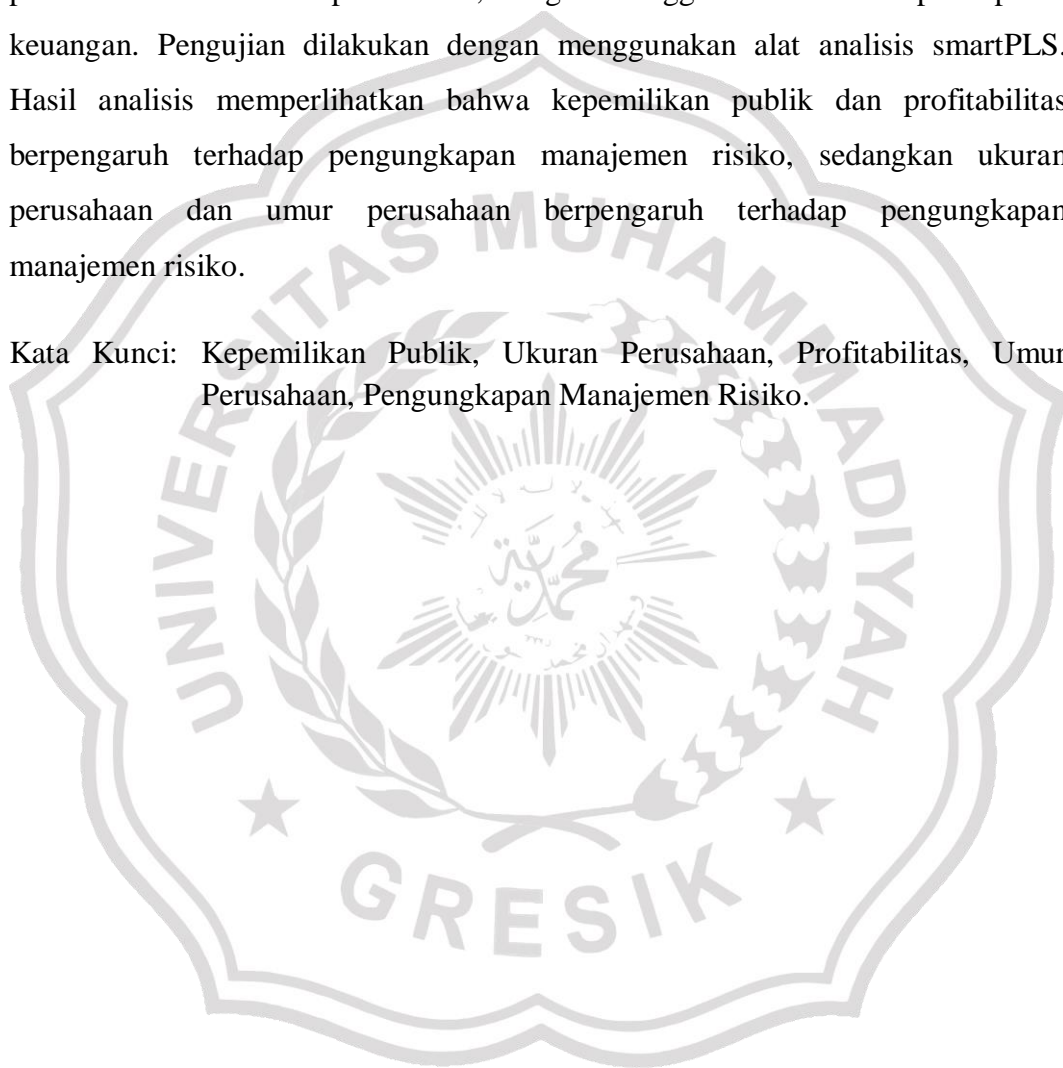 keuangan. Pengujian dilakukan dengan menggunakan alat analisis smartPLS.
Hasil analisis memperlihatkan bahwa kepemilikan publik dan profitabilitas
berpengaruh terhadap pengungkapan manajemen risiko, sedangkan ukuran
perusahaan dan umur perusahaan berpengaruh terhadap pengungkapan
manajemen risiko.
Kata Kunci: Kepemilikan Publik, Ukuran Perusahaan, Profitabilitas, Umur
Perusahaan, Pengungkapan Manajemen Risiko.
UNIVERSITAS MUHAMMADIYAH
GRESIK